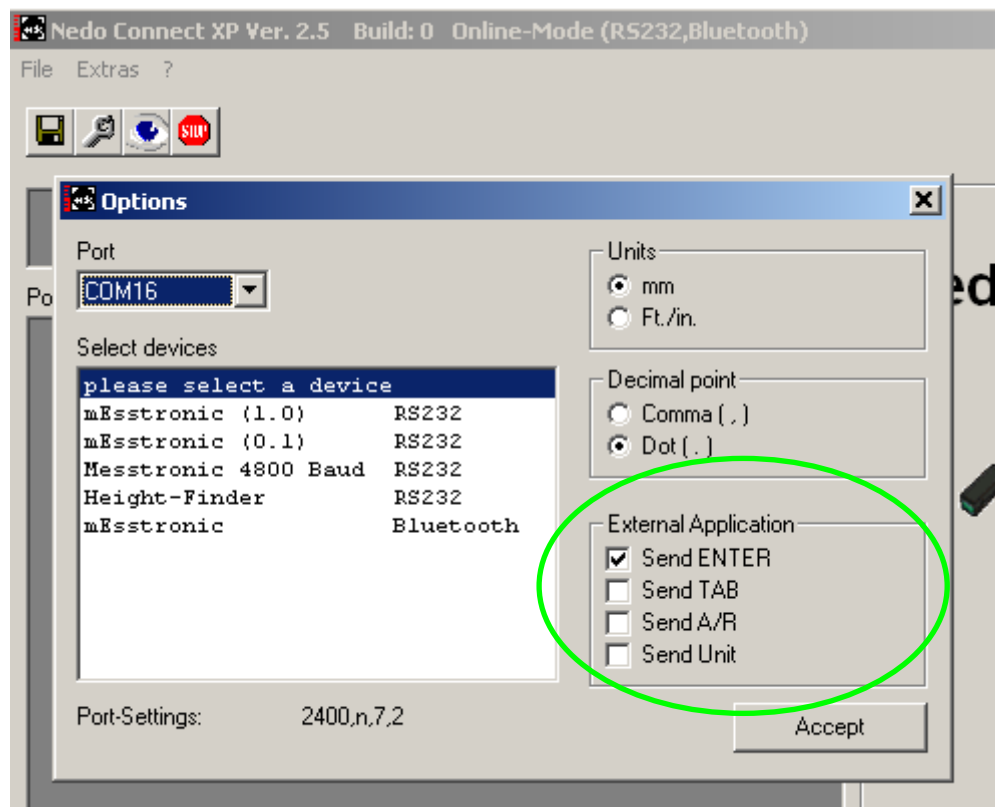 Nedo Connect XP Ver. 2.5 Build: 0 Online-Mode (RS232,Bluetooth)
File Extras ?
STOP
Options
Port
COM16
Po
Select devices
please select a device
mEsstronic (1.0) RS232
mEsstronic (0.1) RS232
Messtronic 4800 Baud RS232
Height-Finder RS232
mEsstronic Bluetooth
Port-Settings: 2400,n,7,2
Units
mm
Ft./in.
Decimal point
Comma ( , )
Dot ( . )
External Application
Send ENTER
Send TAB
Send A/R
Send Unit
Accept
ed